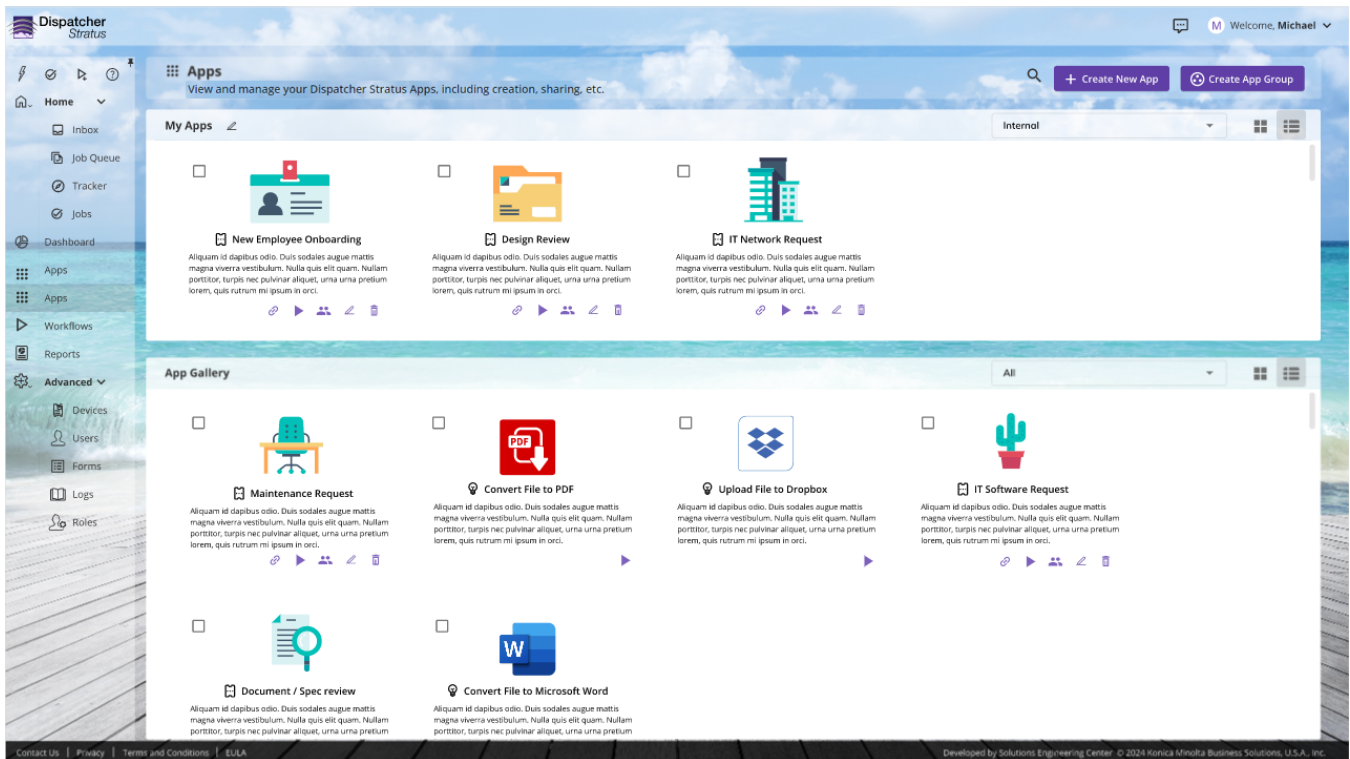 Dispatcher
Stratus
M Welcome, Michael
Home
Inbox
Job Queue
Tracker
Jobs
Dashboard
Apps
Apps
Workflows
Reports
Advanced
Devices
Users
Forms
Logs
Roles
Apps
View and manage your Dispatcher Stratus Apps, including creation, sharing, etc.
+ Create New App
Create App Group
My Apps
Internal
New Employee Onboarding
Aliquam id dapibus odio. Duis sodales augue mattis
magna viverra vestibulum. Nulla quis elit quam. Nullam
porttitor, turpis nec pulvinar aliquet, urna urna pretium
lorem, quis rutrum mi ipsum in orci.
Design Review
Aliquam id dapibus odio. Duis sodales augue mattis
magna viverra vestibulum. Nulla quis elit quam. Nullam
porttitor, turpis nec pulvinar aliquet, urna urna pretium
lorem, quis rutrum mi ipsum in orci.
IT Network Request
Aliquam id dapibus odio. Duis sodales augue mattis
magna viverra vestibulum. Nulla quis elit quam. Nullam
porttitor, turpis nec pulvinar aliquet, urna urna pretium
lorem, quis rutrum mi ipsum in orci.
App Gallery
All
Maintenance Request
Aliquam id dapibus odio. Duis sodales augue mattis
magna viverra vestibulum. Nulla quis elit quam. Nullam
porttitor, turpis nec pulvinar aliquet, urna urna pretium
lorem, quis rutrum mi ipsum in orci.
PDF
Convert File to PDF
Aliquam id dapibus odio. Duis sodales augue mattis
magna viverra vestibulum. Nulla quis elit quam. Nullam
porttitor, turpis nec pulvinar aliquet, urna urna pretium
lorem, quis rutrum mi ipsum in orci.
Upload File to Dropbox
Aliquam id dapibus odio. Duis sodales augue mattis
magna viverra vestibulum. Nulla quis elit quam. Nullam
porttitor, turpis nec pulvinar aliquet, urna urna pretium
lorem, quis rutrum mi ipsum in orci.
IT Software Request
Aliquam id dapibus odio. Duis sodales augue mattis
magna viverra vestibulum. Nulla quis elit quam. Nullam
porttitor, turpis nec pulvinar aliquet, urna urna pretium
lorem, quis rutrum mi ipsum in orci.
Document / Spec review
Aliquam id dapibus odio. Duis sodales augue mattis
magna viverra vestibulum. Nulla quis elit quam. Nullam
porttitor, turpis nec pulvinar aliquet, urna urna pretium
W
Convert File to Microsoft Word
Aliquam id dapibus odio. Duis sodales augue mattis
magna viverra vestibulum. Nulla quis elit quam. Nullam
porttitor, turpis nec pulvinar aliquet, urna urna pretium
Contact Us | Privacy | Terms and Conditions | EULA
Developed by Solutions Engineering Center © 2024 Konica Minolta Business Solutions, U.S.A., Inc.